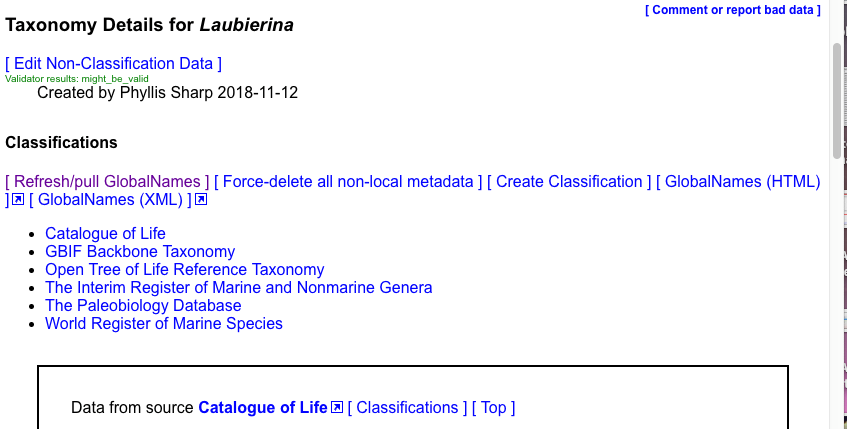 [ Comment or report bad data ]
Taxonomy Details for Laubierina
[ Edit Non-Classification Data ]
Validator results: might_be_valid
Created by Phyllis Sharp 2018-11-12
Classifications
[ Refresh/pull GlobalNames ] [ Force-delete all non-local metadata ] [ Create Classification ] [ GlobalNames (HTML)
] [ GlobalNames (XML) ]
• Catalogue of Life
• GBIF Backbone Taxonomy
• Open Tree of Life Reference Taxonomy
• The Interim Register of Marine and Nonmarine Genera
• The Paleobiology Database
• World Register of Marine Species
Data from source Catalogue of Life [ Classifications ] [ Top ]